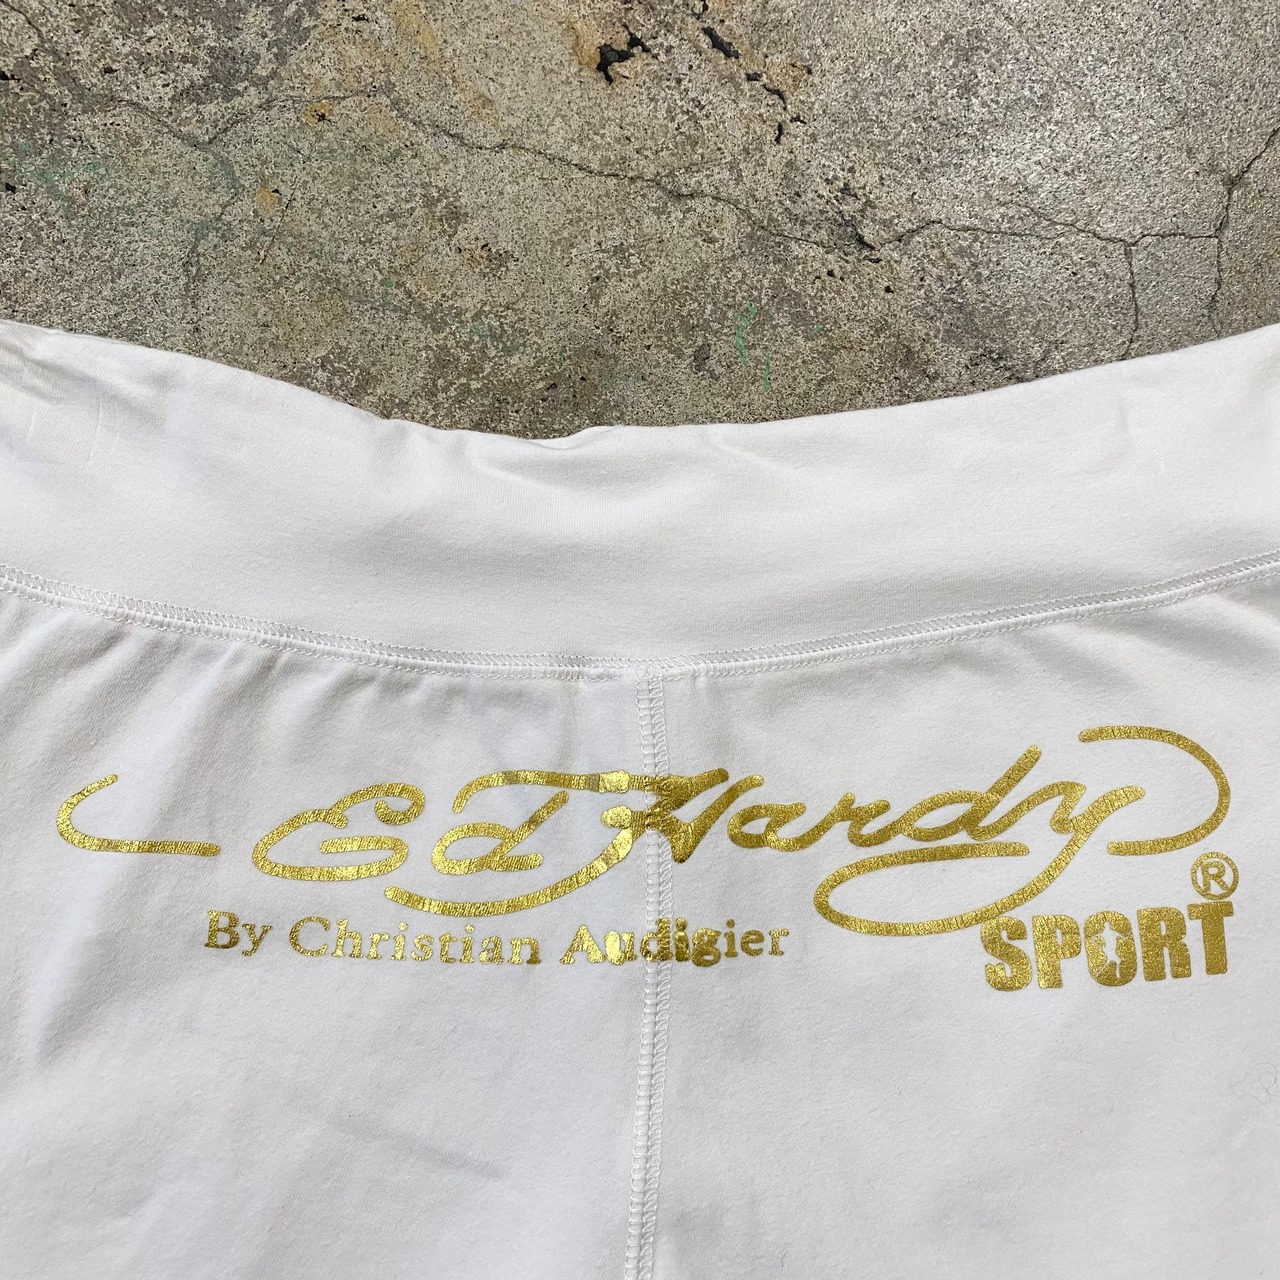 Ed Hardy
By Christian Audigier
SPORT®